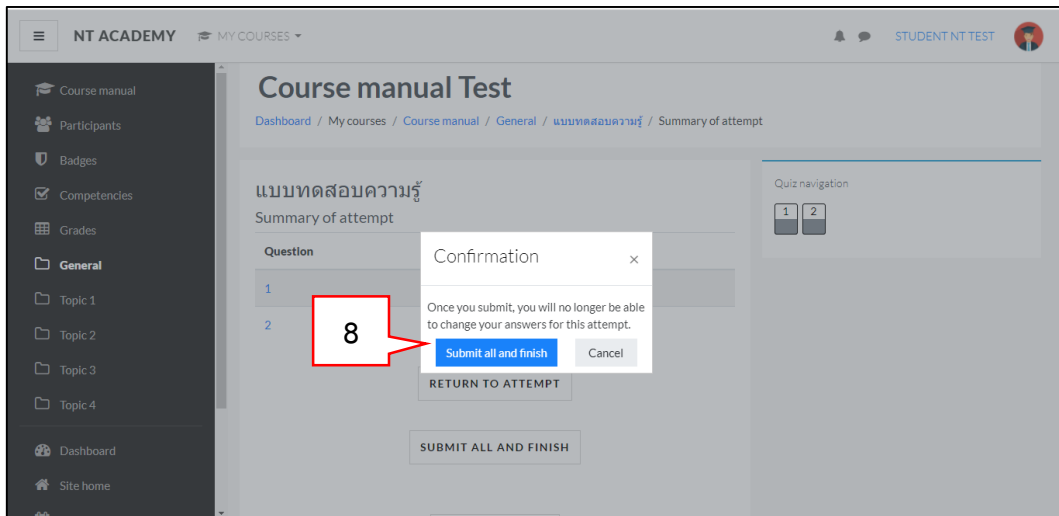 NT ACADEMY MY COURSES STUDENT NT TEST
Course manual
Participants
Badges
Competencies
Grades
General
Topic 1
Topic 2
Topic 3
Topic 4
Dashboard
Site home
Course manual Test
Dashboard / My courses / Course manual / General / แบบทดสอบความรู้ / Summary of attempt
แบบทดสอบความรู้
Summary of attempt
Question
1
2
8
Confirmation ×
Once you submit, you will no longer be able
to change your answers for this attempt.
Submit all and finish Cancel
RETURN TO ATTEMPT
SUBMIT ALL AND FINISH
Quiz navigation
1 2